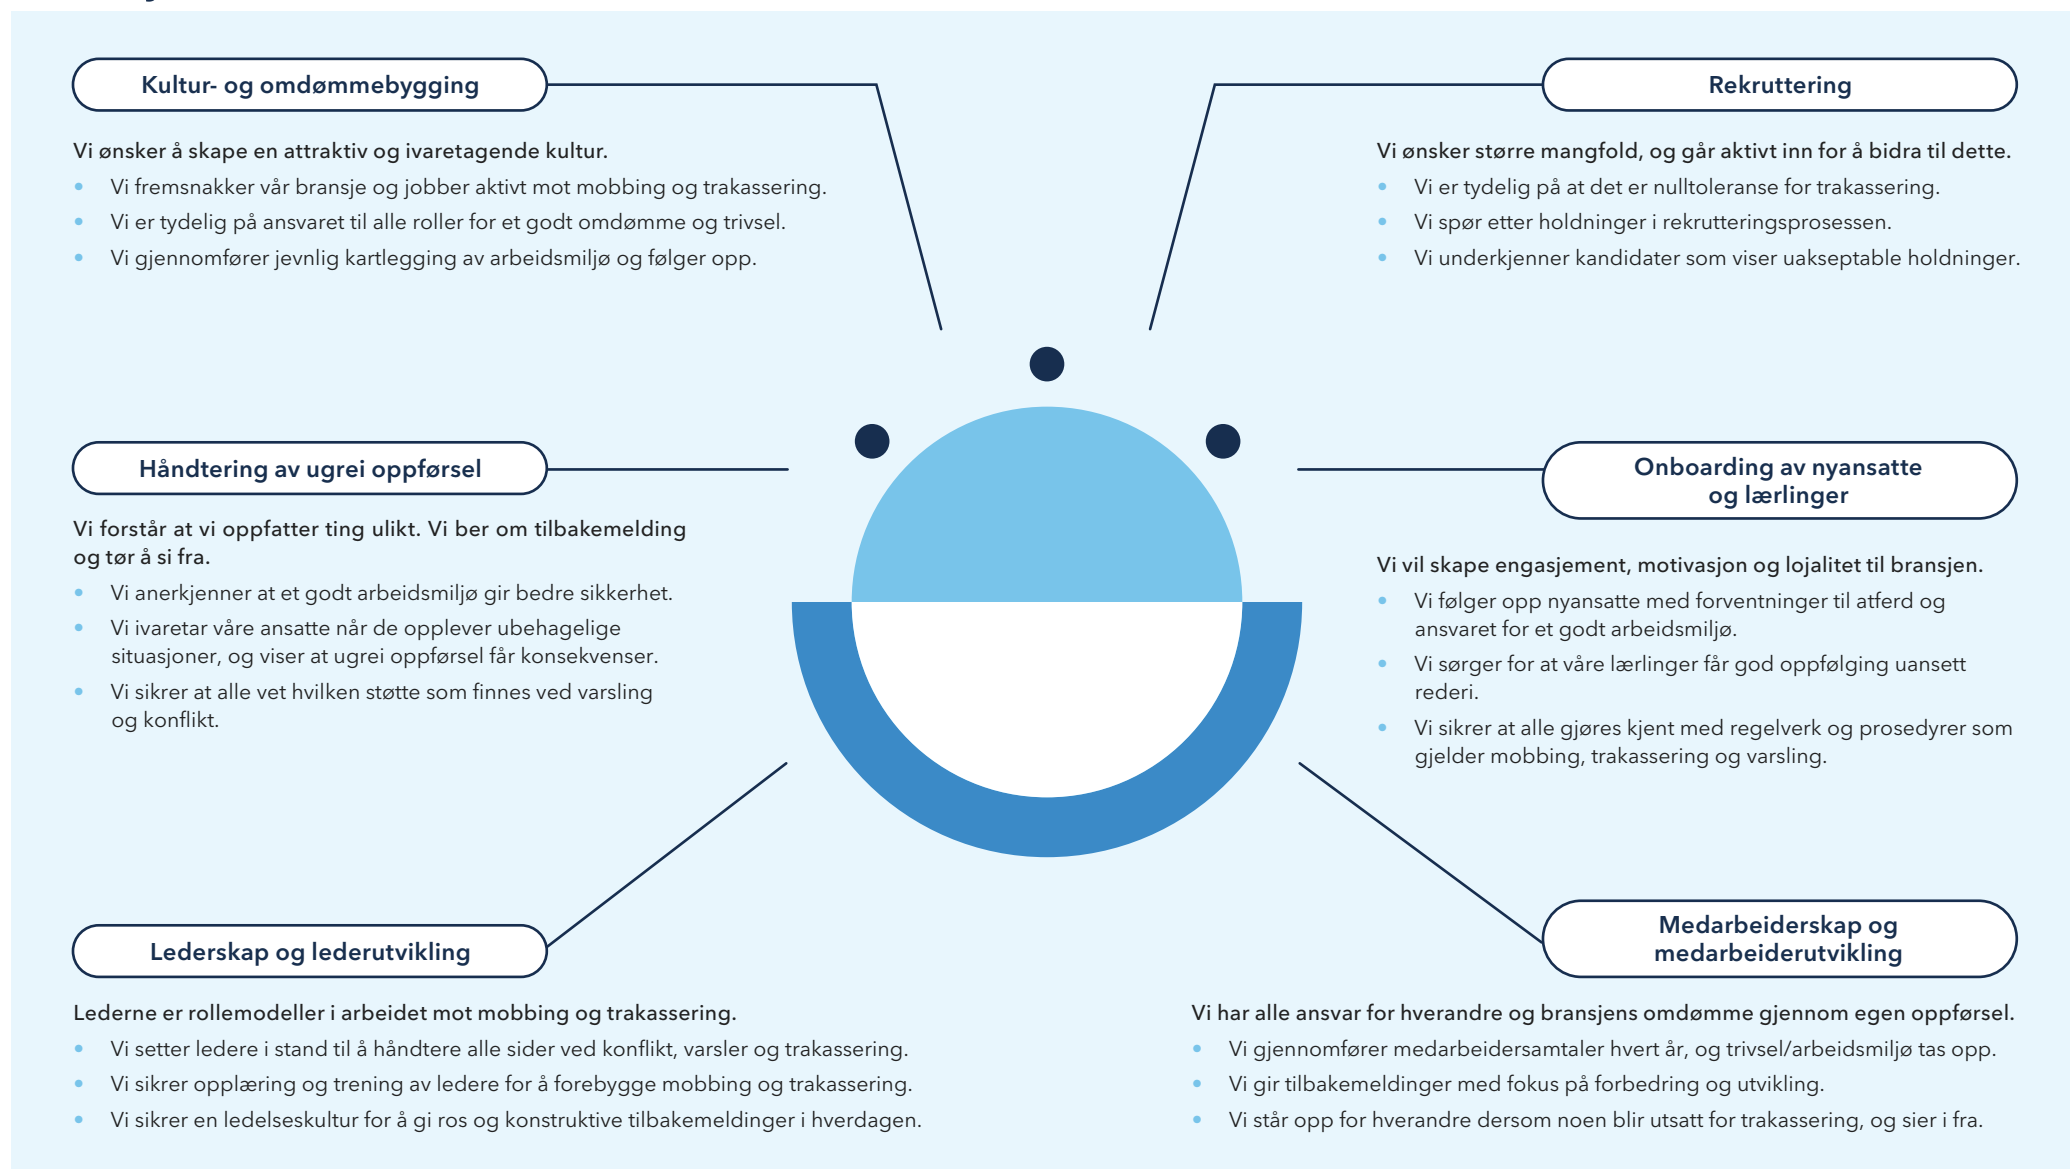 Kultur- og omdømmebygging
Vi ønsker å skape en attraktiv og ivaretagende kultur.
• Vi fremsnakker vår bransje og jobber aktivt mot mobbing og trakassering.
• Vi er tydelig på ansvaret til alle roller for et godt omdømme og trivsel.
• Vi gjennomfører jevnlig kartlegging av arbeidsmiljø og følger opp.
Rekruttering
Vi ønsker større mangfold, og går aktivt inn for å bidra til dette.
• Vi er tydelig på at det er nulltoleranse for trakassering.
• Vi spør etter holdninger i rekrutteringsprosessen.
• Vi underkjenner kandidater som viser uakseptable holdninger.
Håndtering av ugrei oppførsel
Vi forstår at vi oppfatter ting ulikt. Vi ber om tilbakemelding
og tør å si fra.
• Vi anerkjenner at et godt arbeidsmiljø gir bedre sikkerhet.
• Vi ivaretar våre ansatte når de opplever ubehagelige
situasjoner, og viser at ugrei oppførsel får konsekvenser.
• Vi sikrer at alle vet hvilken støtte som finnes ved varsling
og konflikt.
Onboarding av nyansatte
og lærlinger
Vi vil skape engasjement, motivasjon og lojalitet til bransjen.
• Vi følger opp nyansatte med forventninger til atferd og
ansvaret for et godt arbeidsmiljø.
• Vi sørger for at våre lærlinger får god oppfølging uansett
rederi.
• Vi sikrer at alle gjøres kjent med regelverk og prosedyrer som
gjelder mobbing, trakassering og varsling.
Lederskap og lederutvikling
Lederne er rollemodeller i arbeidet mot mobbing og trakassering.
• Vi setter ledere i stand til å håndtere alle sider ved konflikt, varsler og trakassering.
• Vi sikrer opplæring og trening av ledere for å forebygge mobbing og trakassering.
• Vi sikrer en ledelseskultur for å gi ros og konstruktive tilbakemeldinger i hverdagen.
Medarbeiderskap og
medarbeiderutvikling
Vi har alle ansvar for hverandre og bransjens omdømme gjennom egen oppførsel.
• Vi gjennomfører medarbeidersamtaler hvert år, og trivsel/arbeidsmiljø tas opp.
• Vi gir tilbakemeldinger med fokus på forbedring og utvikling.
• Vi står opp for hverandre dersom noen blir utsatt for trakassering, og sier i fra.